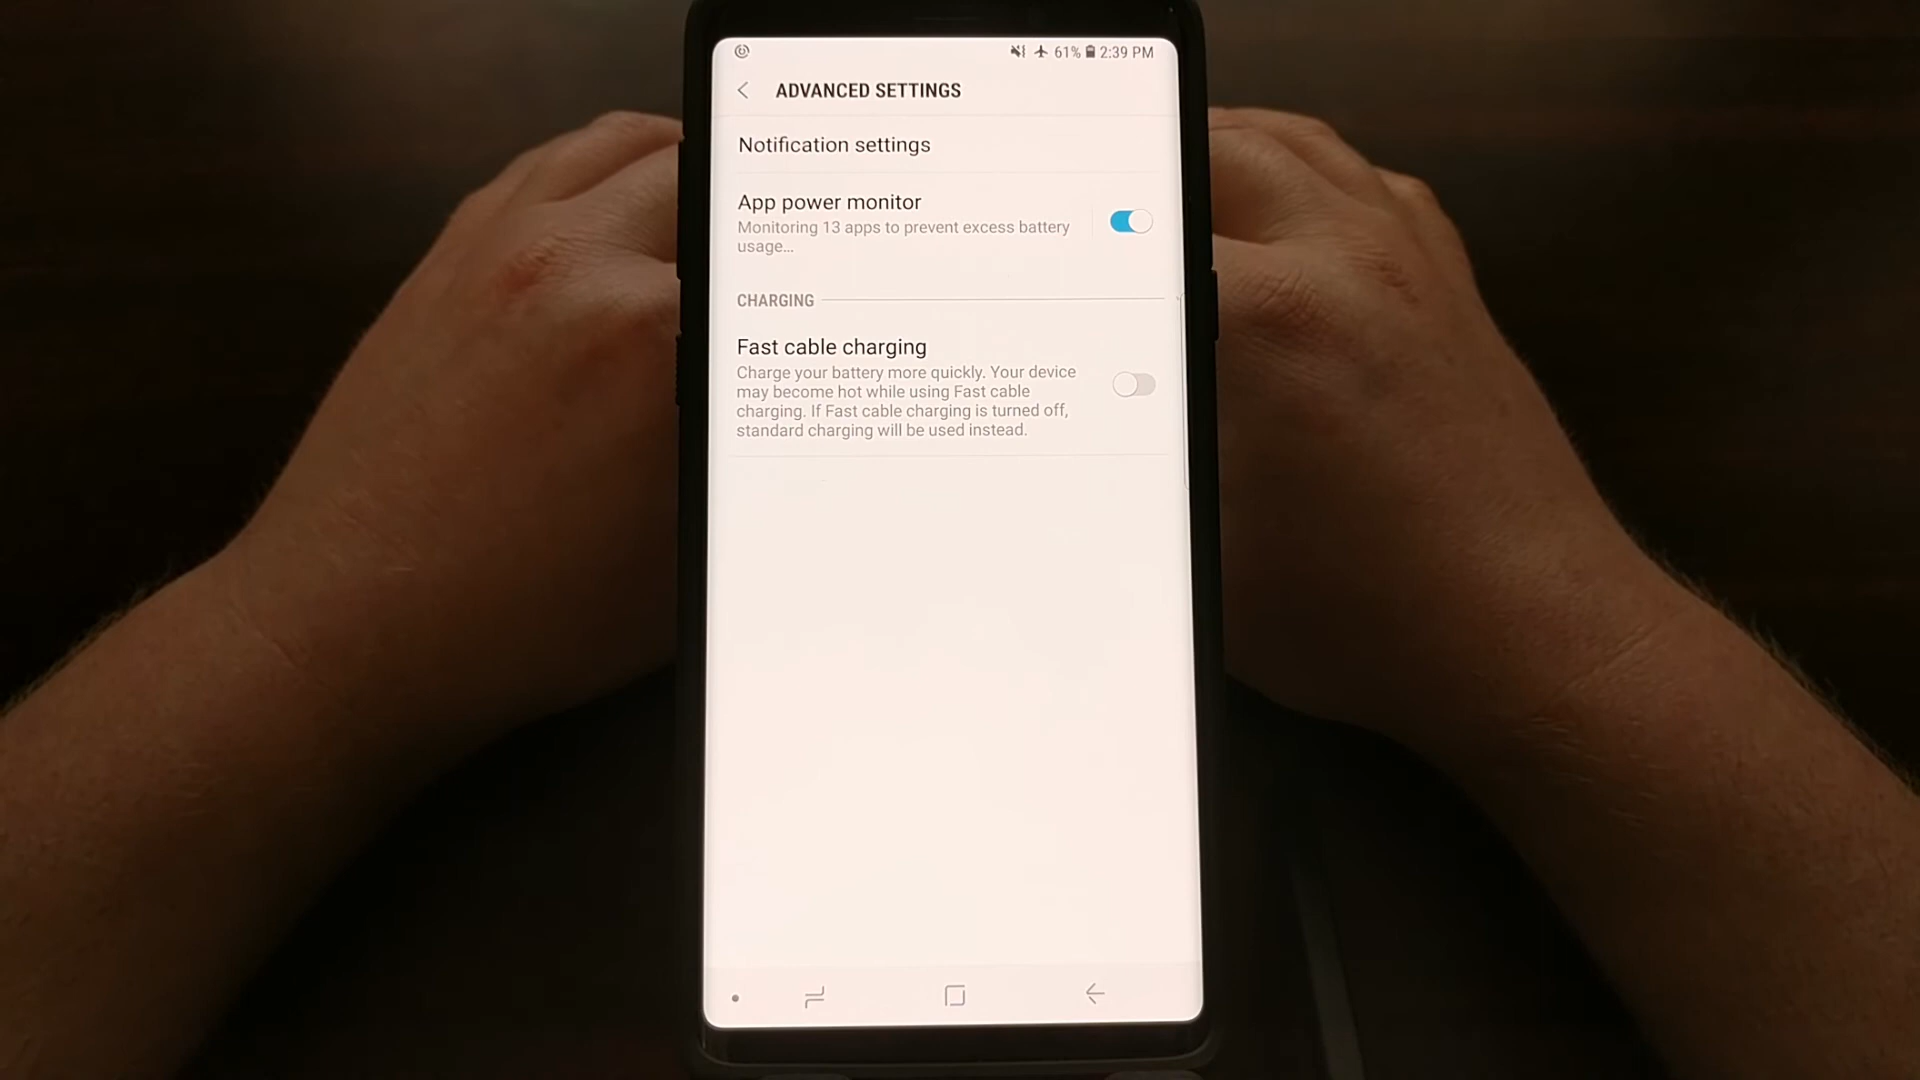 61% 2:39 PM
ADVANCED SETTINGS
Notification settings
App power monitor
Monitoring 13 apps to prevent excess battery
usage...
CHARGING
Fast cable charging
Charge your battery more quickly. Your device
may become hot while using Fast cable
charging. If Fast cable charging is turned off,
standard charging will be used instead.